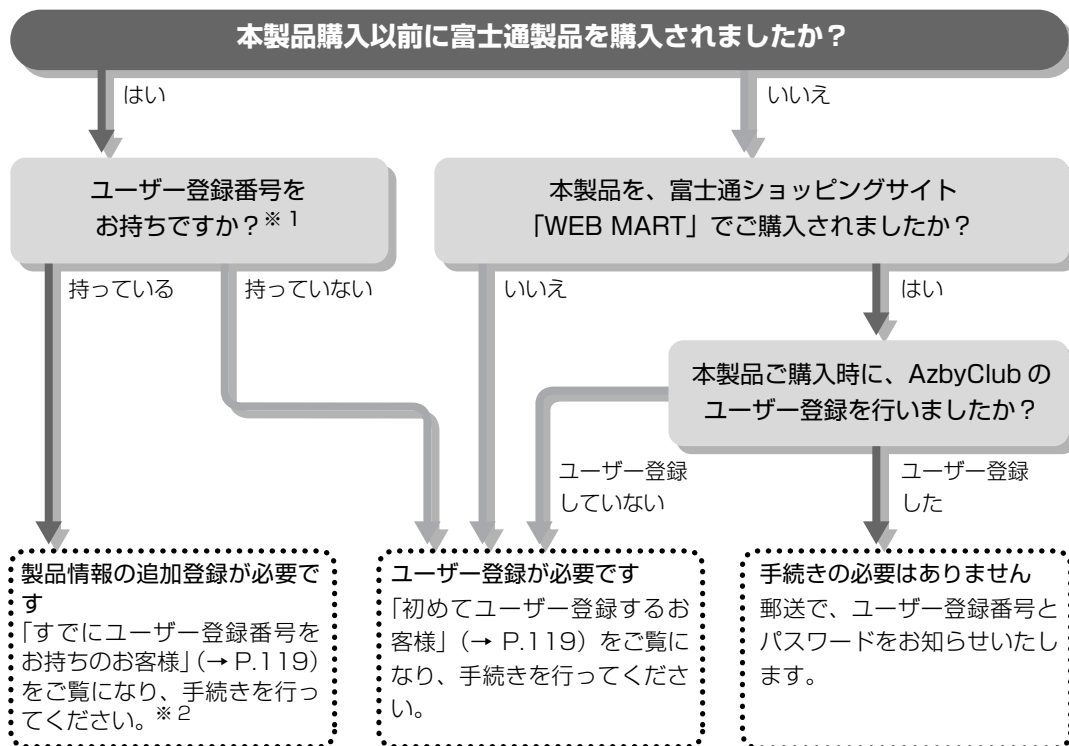 本製品購入以前に富士通製品を購入されましたか？
はい
いいえ
ユーザー登録番号を
お持ちですか？※1
本製品を、富士通ショッピングサイト
「WEB MART」でご購入されましたか？
持っている
持っていない
いいえ
はい
本製品ご購入時に、AzbyClub の
ユーザー登録を行いましたか？
ユーザー登録
していない
ユーザー登録
した
製品情報の追加登録が必要で
す
「すでにユーザー登録番号を
お持ちのお客様」（→ P.119）
をご覧になり、手続きを行っ
てください。※2
ユーザー登録が必要です
「初めてユーザー登録するお
客様」（→ P.119）をご覧に
なり、手続きを行ってくださ
い。
手続きの必要はありません
郵送で、ユーザー登録番号と
パスワードをお知らせいたし
ます。